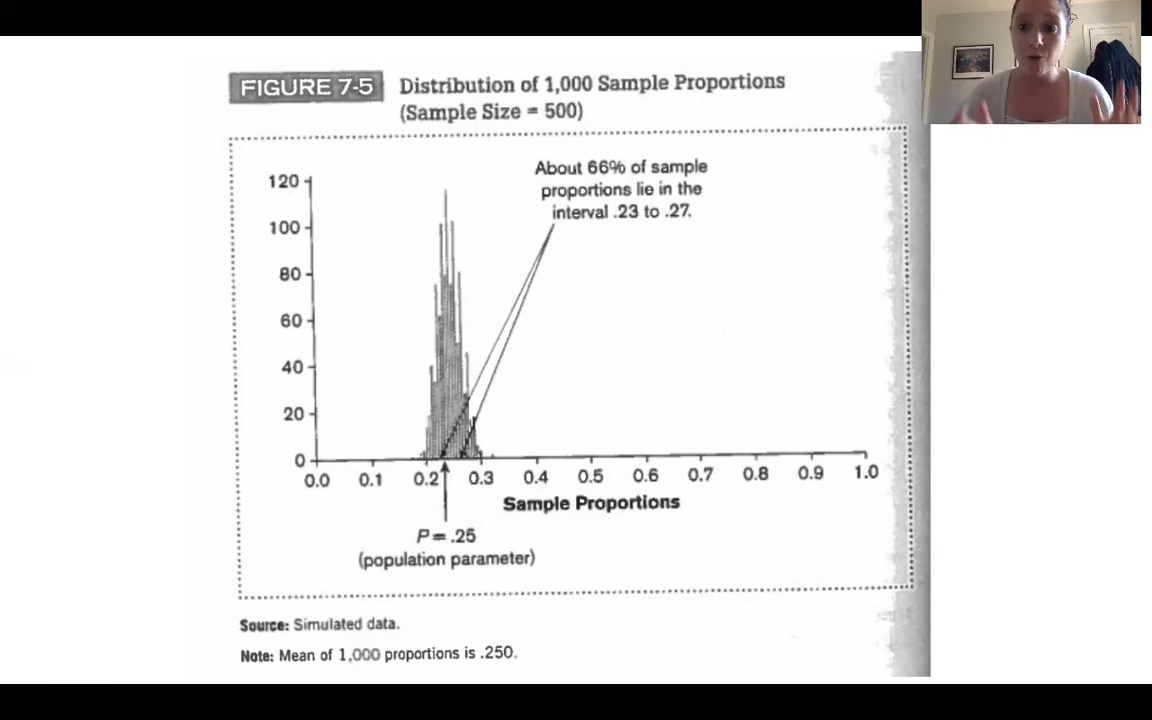 FIGURE 7-5
Distribution of 1,000 Sample Proportions
(Sample Size = 500)
About 66% of sample
proportions lie in the
interval .23 to .27.
120
100
80
60
40
20
0
0.0 0.1 0.2 0.3 0.4 0.5 0.6 0.7 0.8 0.9 1.0
Sample Proportions
P = .25
(population parameter)
Source: Simulated data.
Note: Mean of 1,000 proportions is .250.